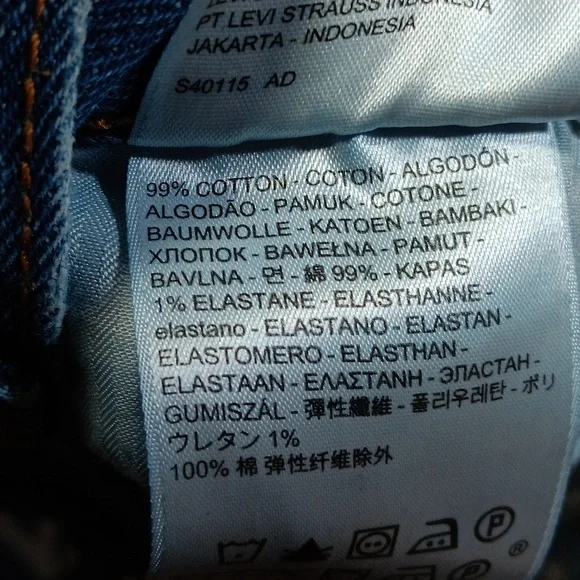 PT LEVI STRAUSS INDONESIA
JAKARTA - INDONESIA
S40115 AD
99% COTTON - COTON - ALGODÓN -
ALGODÃO - PAMUK - COTONE -
BAUMWOLLE - KATOEN - BAMBAKI -
ХЛОПОК - BAWEŁNA - PAMUT -
BAVLNA - 면 - 綿 99% - KAPAS
1% ELASTANE - ELASTHANNE -
elastano - ELASTANO - ELASTAN -
ELASTOMERO - ELASTHAN -
ELASTAAN - ΕΛΑΣΤΑΝΗ - ЭЛАСТАН -
GUMISZÁL - 彈性纖維 - 폴리우레탄 - ポリ
ウレタン 1%
100% 棉 弹性纤维除外
P
®